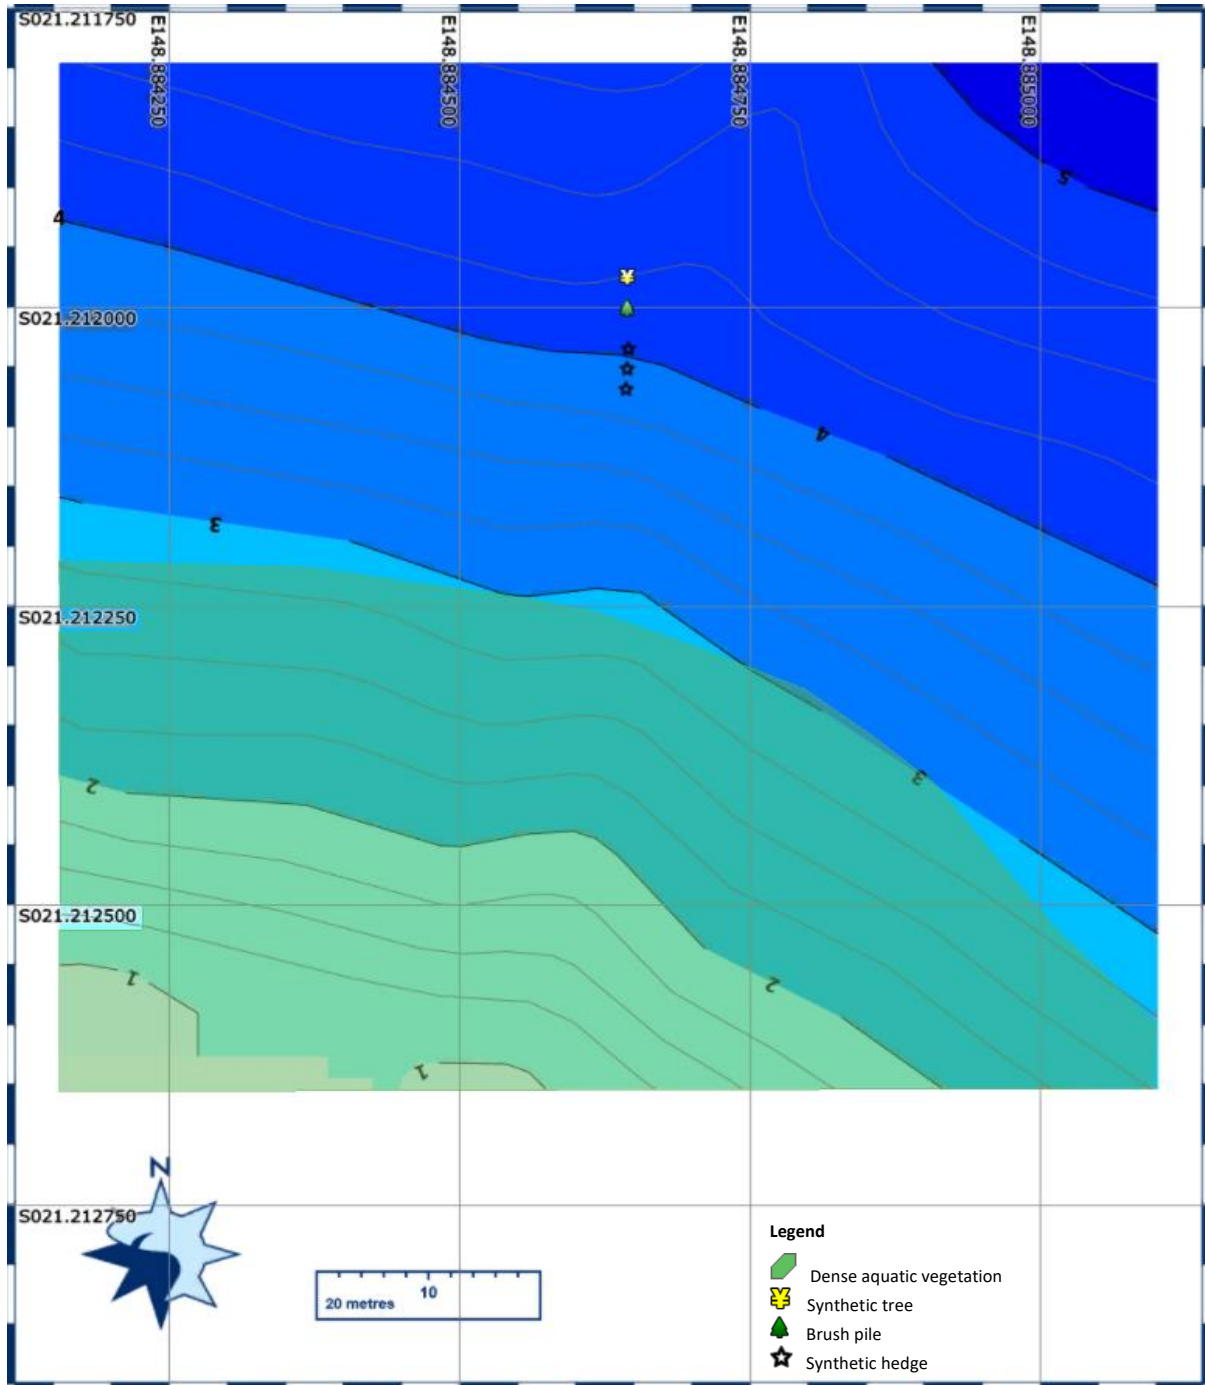 S021.211750
E148.884250
E148.884500
E148.884750
E148.885000
5
4
S021.212000
4
3
S021.212250
3
2
S021.212500
1
2
1
N
S021.212750
Legend
Dense aquatic vegetation
Synthetic tree
Brush pile
Synthetic hedge
10
20 metres